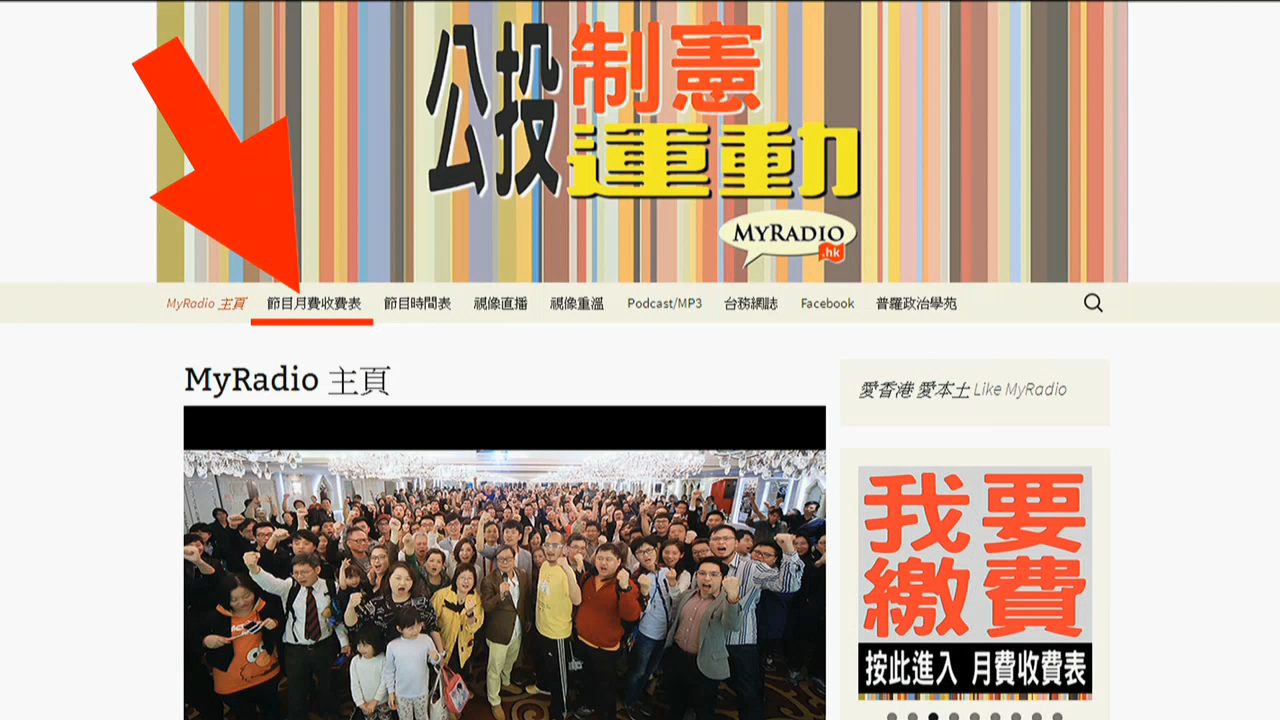 公投制憲
運動
MYRADIO
.hk
MyRadio 主頁 節目月費收費表 節目時間表 視像直播 視像重溫 Podcast/MP3 台務網誌 Facebook 普羅政治學苑
MyRadio 主頁
愛香港 愛本土 Like MyRadio
我要
繳費
按此進入 月費收費表